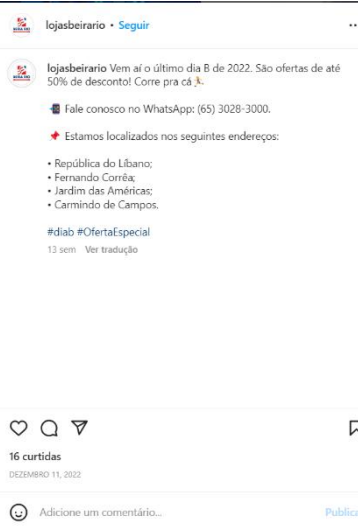 lojasbeirario • Seguir
lojasbeirario Vem aí o último dia B de 2022. São ofertas de até
50% de desconto! Corre pra cá 🏃
📲 Fale conosco no WhatsApp: (65) 3028-3000.
📌 Estamos localizados nos seguintes endereços:
• República do Líbano;
• Fernando Corrêa;
• Jardim das Américas;
• Carmindo de Campos.
#diab #OfertaEspecial
13 sem Ver tradução
16 curtidas
DEZEMBRO 11, 2022
Adicione um comentário...